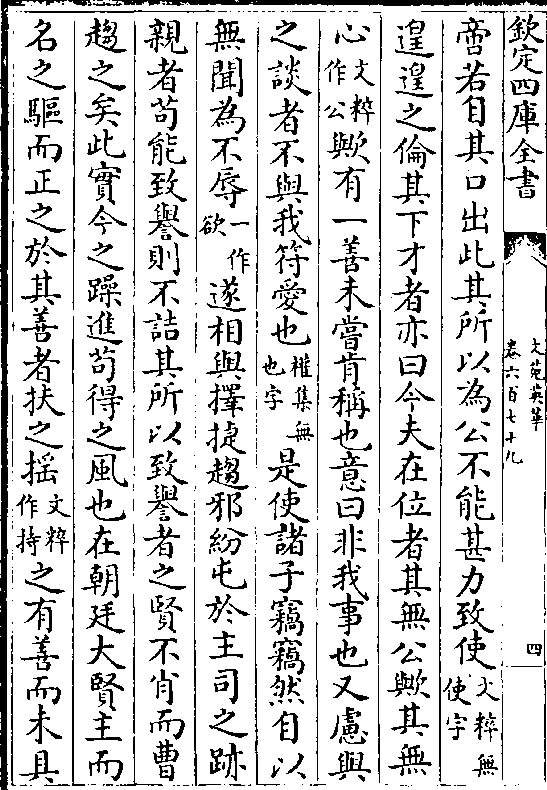 欽定四庫全書
文苑英華
卷六百七十九
四
啻若自其口出此其所以為公不能甚力致使文粹無使字
遑遑之倫其下才者亦曰今夫在位者其無公歟其無
心文粹作公歟有一善未嘗肯稱也意曰非我事也又慮與
之談者不與我符愛也權集無也字是使諸子竊竊然自以
無聞為不辱一作欲遂相與擇捷趨邪紛屯於主司之跡
親者苟能致譽則不詰其所以致譽者之賢不肖而曹
趨之矣此實今之躁進苟得之風也在朝廷大賢主而
名之驅而正之於其善者扶之揺文粹作持之有善而未具